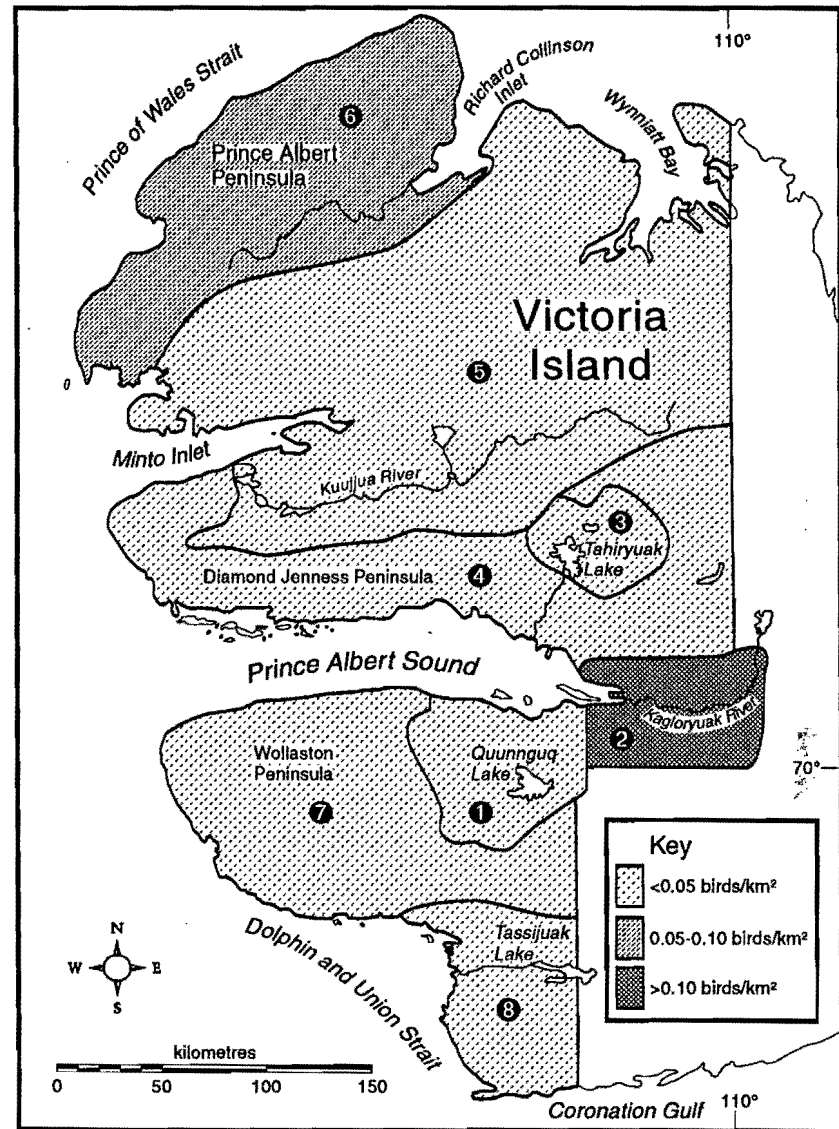 110°
Prince of Wales Strait
Richard Collinson
Inlet
Wynniatt Bay
6
Prince Albert
Peninsula
Victoria
Island
5
Minto Inlet
Kuujjua River
3
Tahiryuak
Lake
Diamond Jenness Peninsula
4
Prince Albert Sound
Kagloryuak River
2
Wollaston
Peninsula
Quunnguq
Lake
70°
7
1
Key
<0.05 birds/km²
0.05-0.10 birds/km²
>0.10 birds/km²
Dolphin and Union Strait
Tassijuak
Lake
8
N
W
E
S
kilometres
0
50
100
150
Coronation Gulf
110°